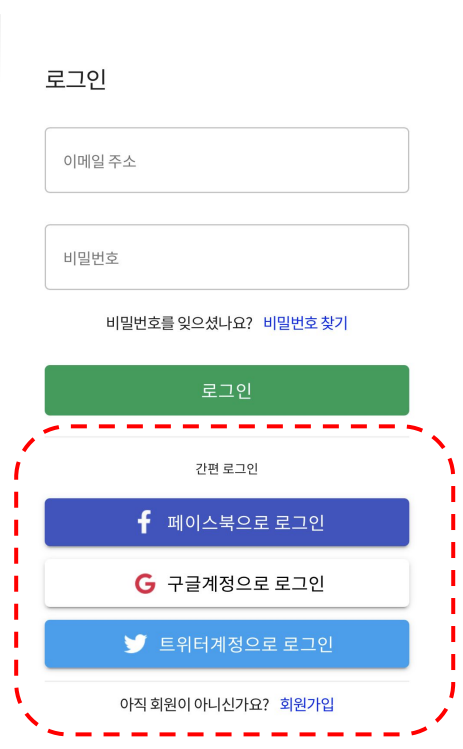 로그인
이메일 주소
비밀번호
비밀번호를 잊으셨나요? 비밀번호 찾기
로그인
간편 로그인
페이스북으로 로그인
구글계정으로 로그인
트위터계정으로 로그인
아직 회원이 아니신가요? 회원가입